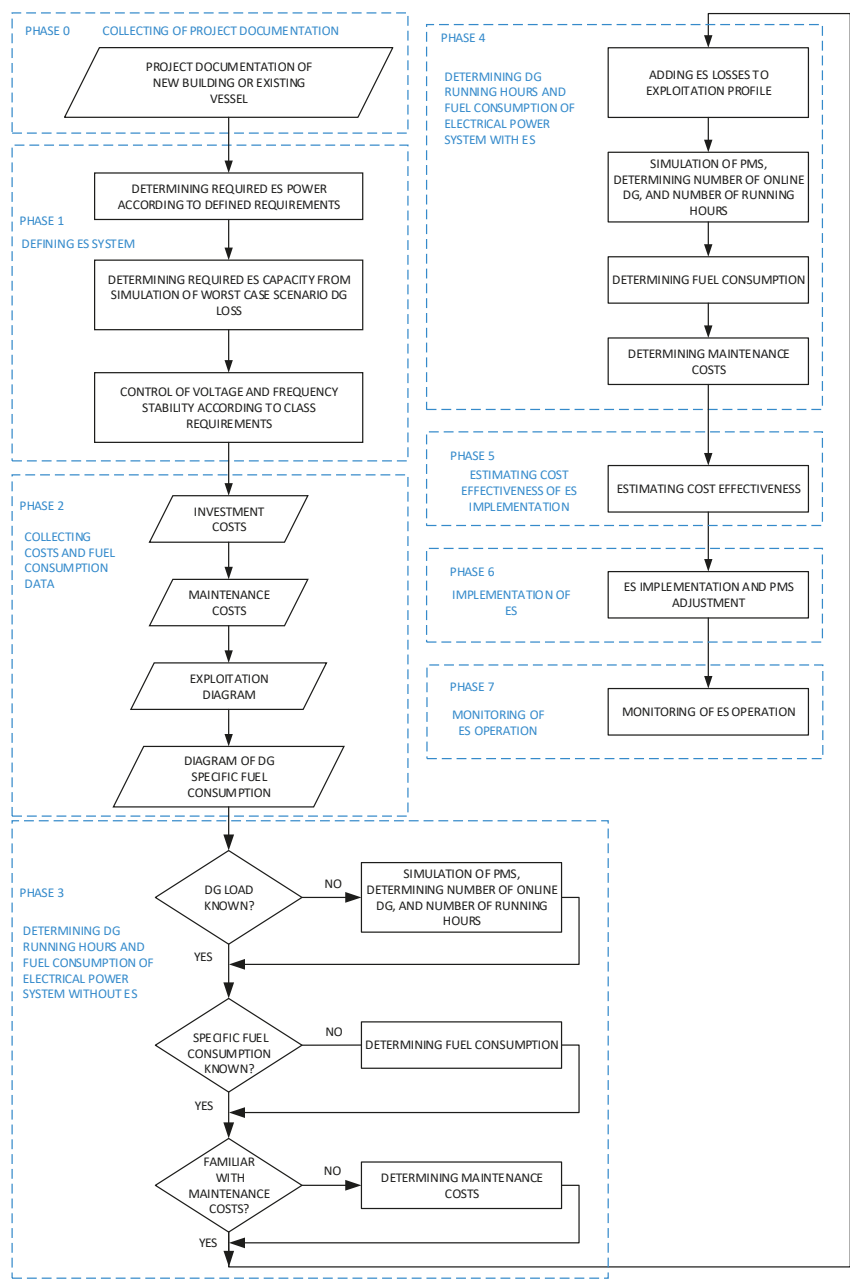 PHASE 0 COLLECTING OF PROJECT DOCUMENTATION
PROJECT DOCUMENTATION OF
NEW BUILDING OR EXISTING
VESSEL
PHASE 1
DEFINING ES SYSTEM
DETERMINING REQUIRED ES POWER
ACCORDING TO DEFINED REQUIREMENTS
DETERMINING REQUIRED ES CAPACITY FROM
SIMULATION OF WORST CASE SCENARIO DG
LOSS
CONTROL OF VOLTAGE AND FREQUENCY
STABILITY ACCORDING TO CLASS
REQUIREMENTS
PHASE 2
COLLECTING
COSTS AND FUEL
CONSUMPTION
DATA
INVESTMENT
COSTS
MAINTENANCE
COSTS
EXPLOITATION
DIAGRAM
DIAGRAM OF DG
SPECIFIC FUEL
CONSUMPTION
PHASE 3
DETERMINING DG
RUNNING HOURS AND
FUEL CONSUMPTION OF
ELECTRICAL POWER
SYSTEM WITHOUT ES
DG LOAD
KNOWN?
NO
SIMULATION OF PMS,
DETERMINING NUMBER OF ONLINE
DG, AND NUMBER OF RUNNING
HOURS
YES
SPECIFIC FUEL
CONSUMPTION
KNOWN?
NO
DETERMINING FUEL CONSUMPTION
YES
FAMILIAR
WITH
MAINTENANCE
COSTS?
NO
DETERMINING MAINTENANCE
COSTS
YES
PHASE 4
DETERMINING DG
RUNNING HOURS AND
FUEL CONSUMPTION OF
ELECTRICAL POWER
SYSTEM WITH ES
ADDING ES LOSSES TO
EXPLOITATION PROFILE
SIMULATION OF PMS,
DETERMINING NUMBER OF ONLINE
DG, AND NUMBER OF RUNNING
HOURS
DETERMINING FUEL CONSUMPTION
DETERMINING MAINTENANCE
COSTS
PHASE 5
ESTIMATING COST
EFFECTIVENESS OF ES
IMPLEMENTATION
ESTIMATING COST EFFECTIVENESS
PHASE 6
IMPLEMENTATION OF
ES
ES IMPLEMENTATION AND PMS
ADJUSTMENT
PHASE 7
MONITORING OF
ES OPERATION
MONITORING OF ES OPERATION